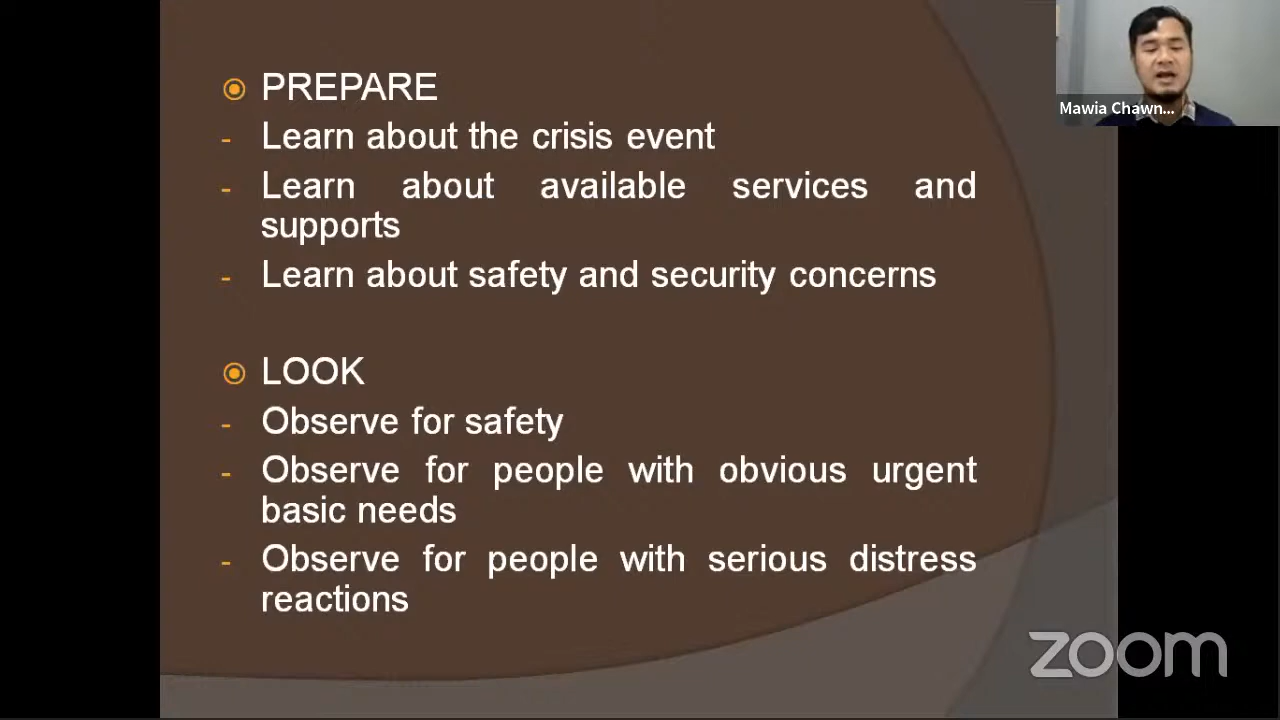 PREPARE
- Learn about the crisis event
- Learn about available services and
supports
- Learn about safety and security concerns
LOOK
- Observe for safety
- Observe for people with obvious urgent
basic needs
- Observe for people with serious distress
reactions
Mawia Chawn...
zoom